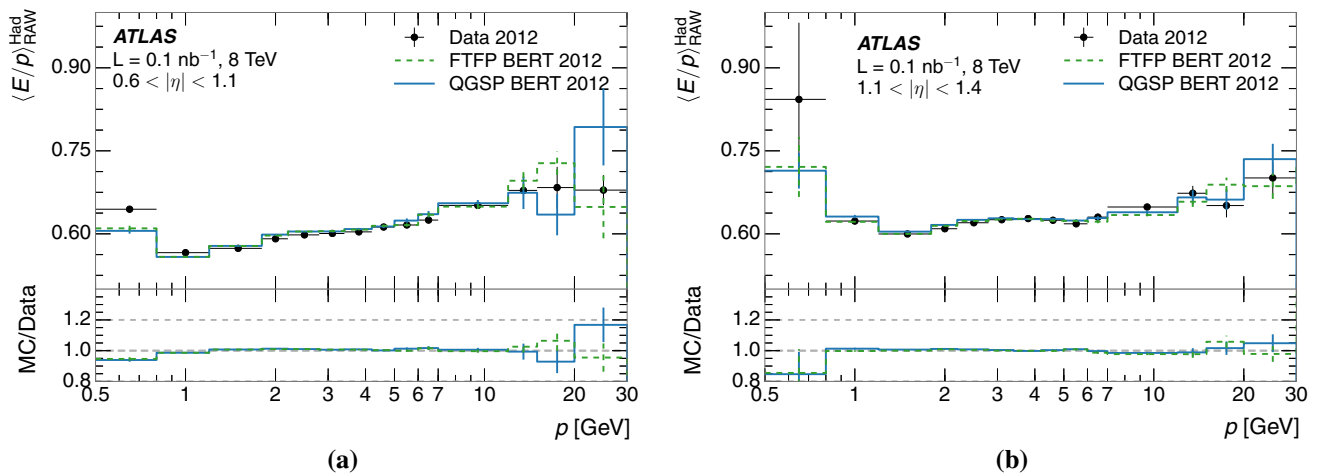 ⟨E/p⟩Had RAW
0.90
0.75
0.60
ATLAS
L = 0.1 nb−1, 8 TeV
0.6 < |η| < 1.1
Data 2012
FTFP BERT 2012
QGSP BERT 2012
MC/Data
1.2
1.0
0.8
0.5 1 2 3 4 5 6 7 10 20 30
p [GeV]
(a)
⟨E/p⟩Had RAW
0.90
0.75
0.60
ATLAS
L = 0.1 nb−1, 8 TeV
1.1 < |η| < 1.4
Data 2012
FTFP BERT 2012
QGSP BERT 2012
MC/Data
1.2
1.0
0.8
0.5 1 2 3 4 5 6 7 10 20 30
p [GeV]
(b)